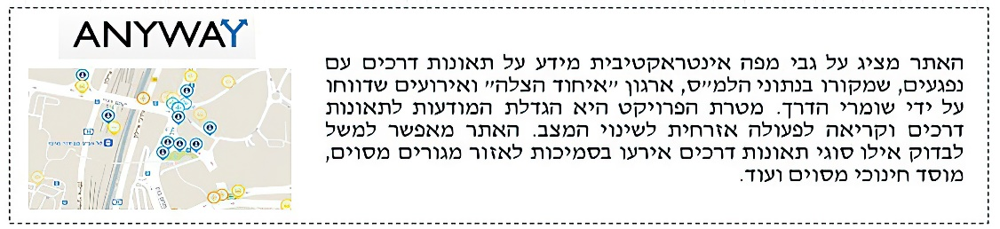 ANYWAY
האתר מציג על גבי מפה אינטראקטיבית מידע על תאונות דרכים עם
נפגעים, שמקורו בנתוני הלמ״ס, ארגון ״איחוד הצלה״ ואירועים שדווחו
על ידי שומרי הדרך. מטרת הפרויקט היא הגדלת המודעות לתאונות
דרכים וקריאה לפעולה אזרחית לשינוי המצב. האתר מאפשר למשל
לבדוק אילו סוגי תאונות דרכים אירעו בסמיכות לאזור מגורים מסוים,
מוסד חינוכי מסוים ועוד.